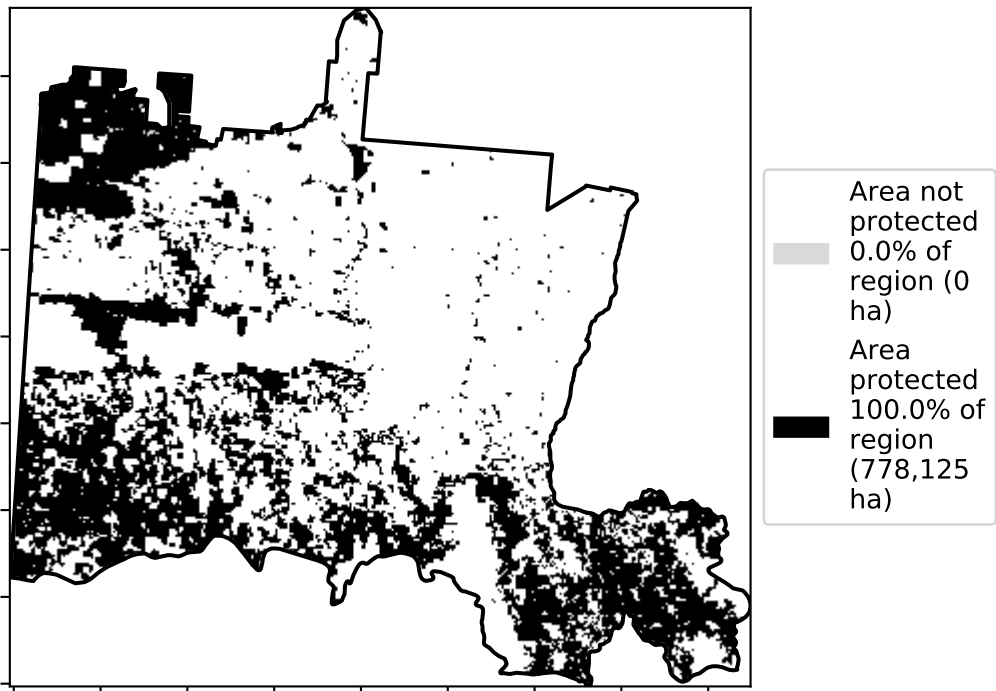 Area not
protected
0.0% of
region (0
ha)
Area
protected
100.0% of
region
(778,125
ha)